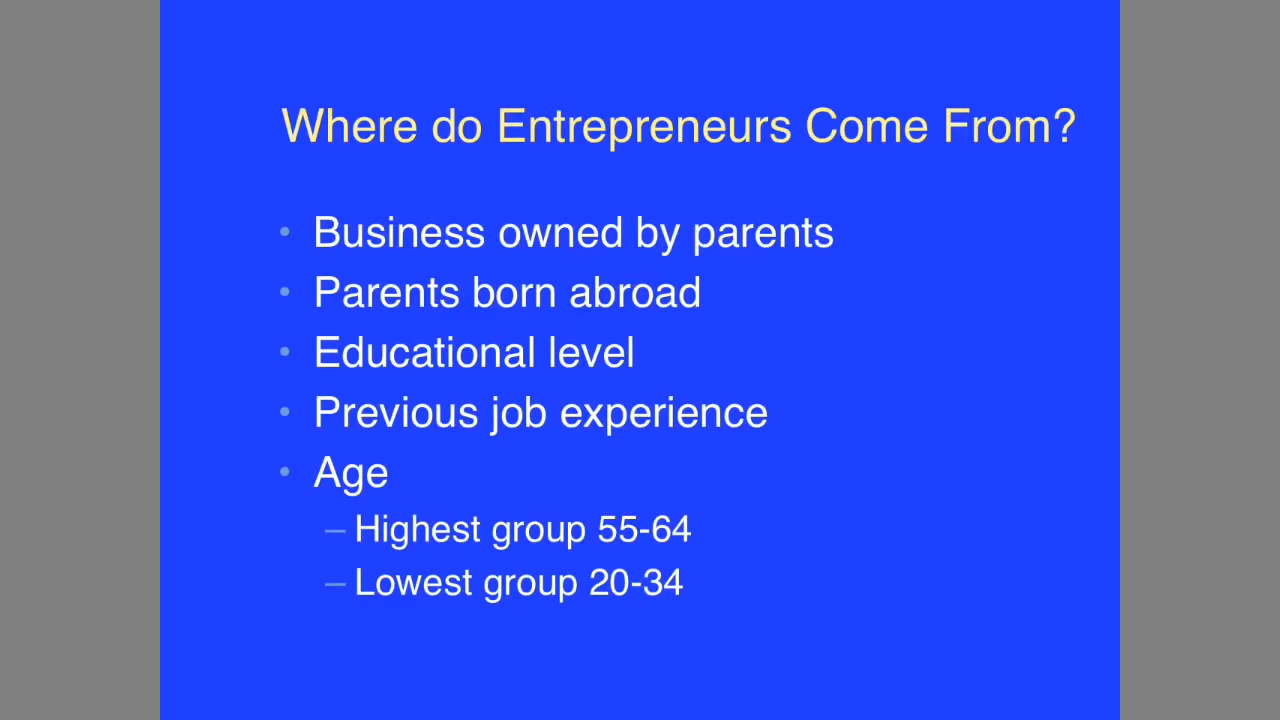 Where do Entrepreneurs Come From?
• Business owned by parents
• Parents born abroad
• Educational level
• Previous job experience
• Age
– Highest group 55-64
– Lowest group 20-34